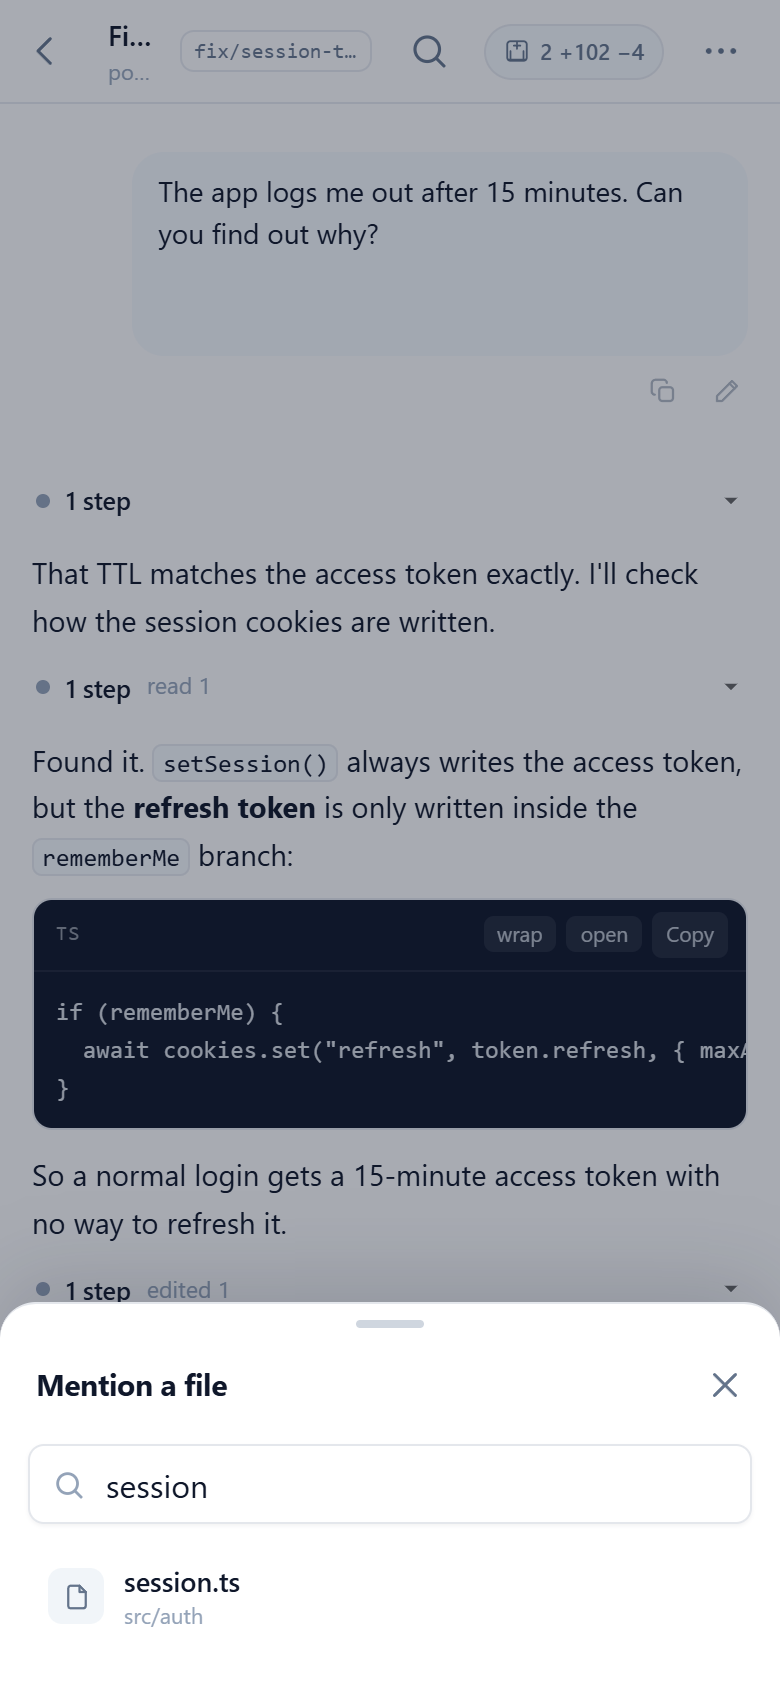 Fi...
po...
fix/session-t...
2 +102 −4
The app logs me out after 15 minutes. Can
you find out why?
1 step
That TTL matches the access token exactly. I'll check
how the session cookies are written.
1 step read 1
Found it. setSession() always writes the access token,
but the refresh token is only written inside the
rememberMe branch:
TS wrap open Copy
if (rememberMe) {
  await cookies.set("refresh", token.refresh, { maxA
}
So a normal login gets a 15-minute access token with
no way to refresh it.
1 step edited 1
Mention a file
session
session.ts
src/auth